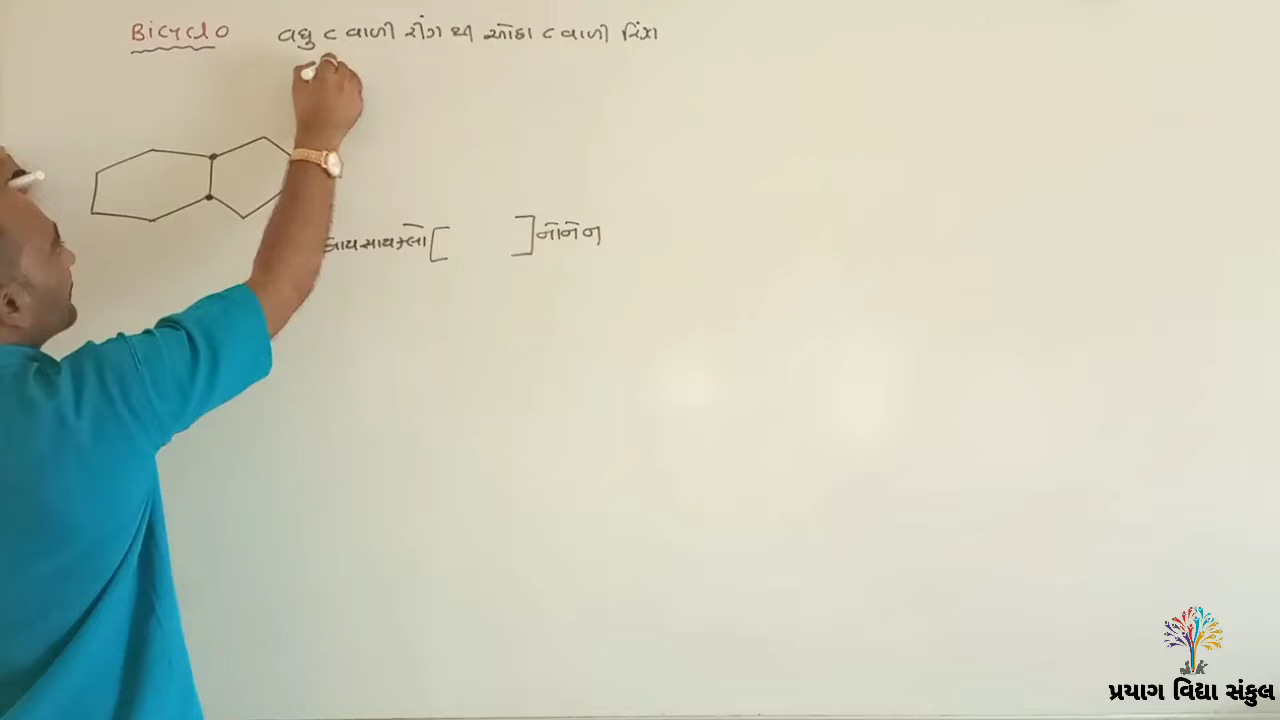 Bicyclo વધુ C વાળી રીંગ થી ઓછા C વાળી રિંગ
બાયસાયક્લો [ ] નોનેન
પ્રયાગ વિદ્યા સંકુલ